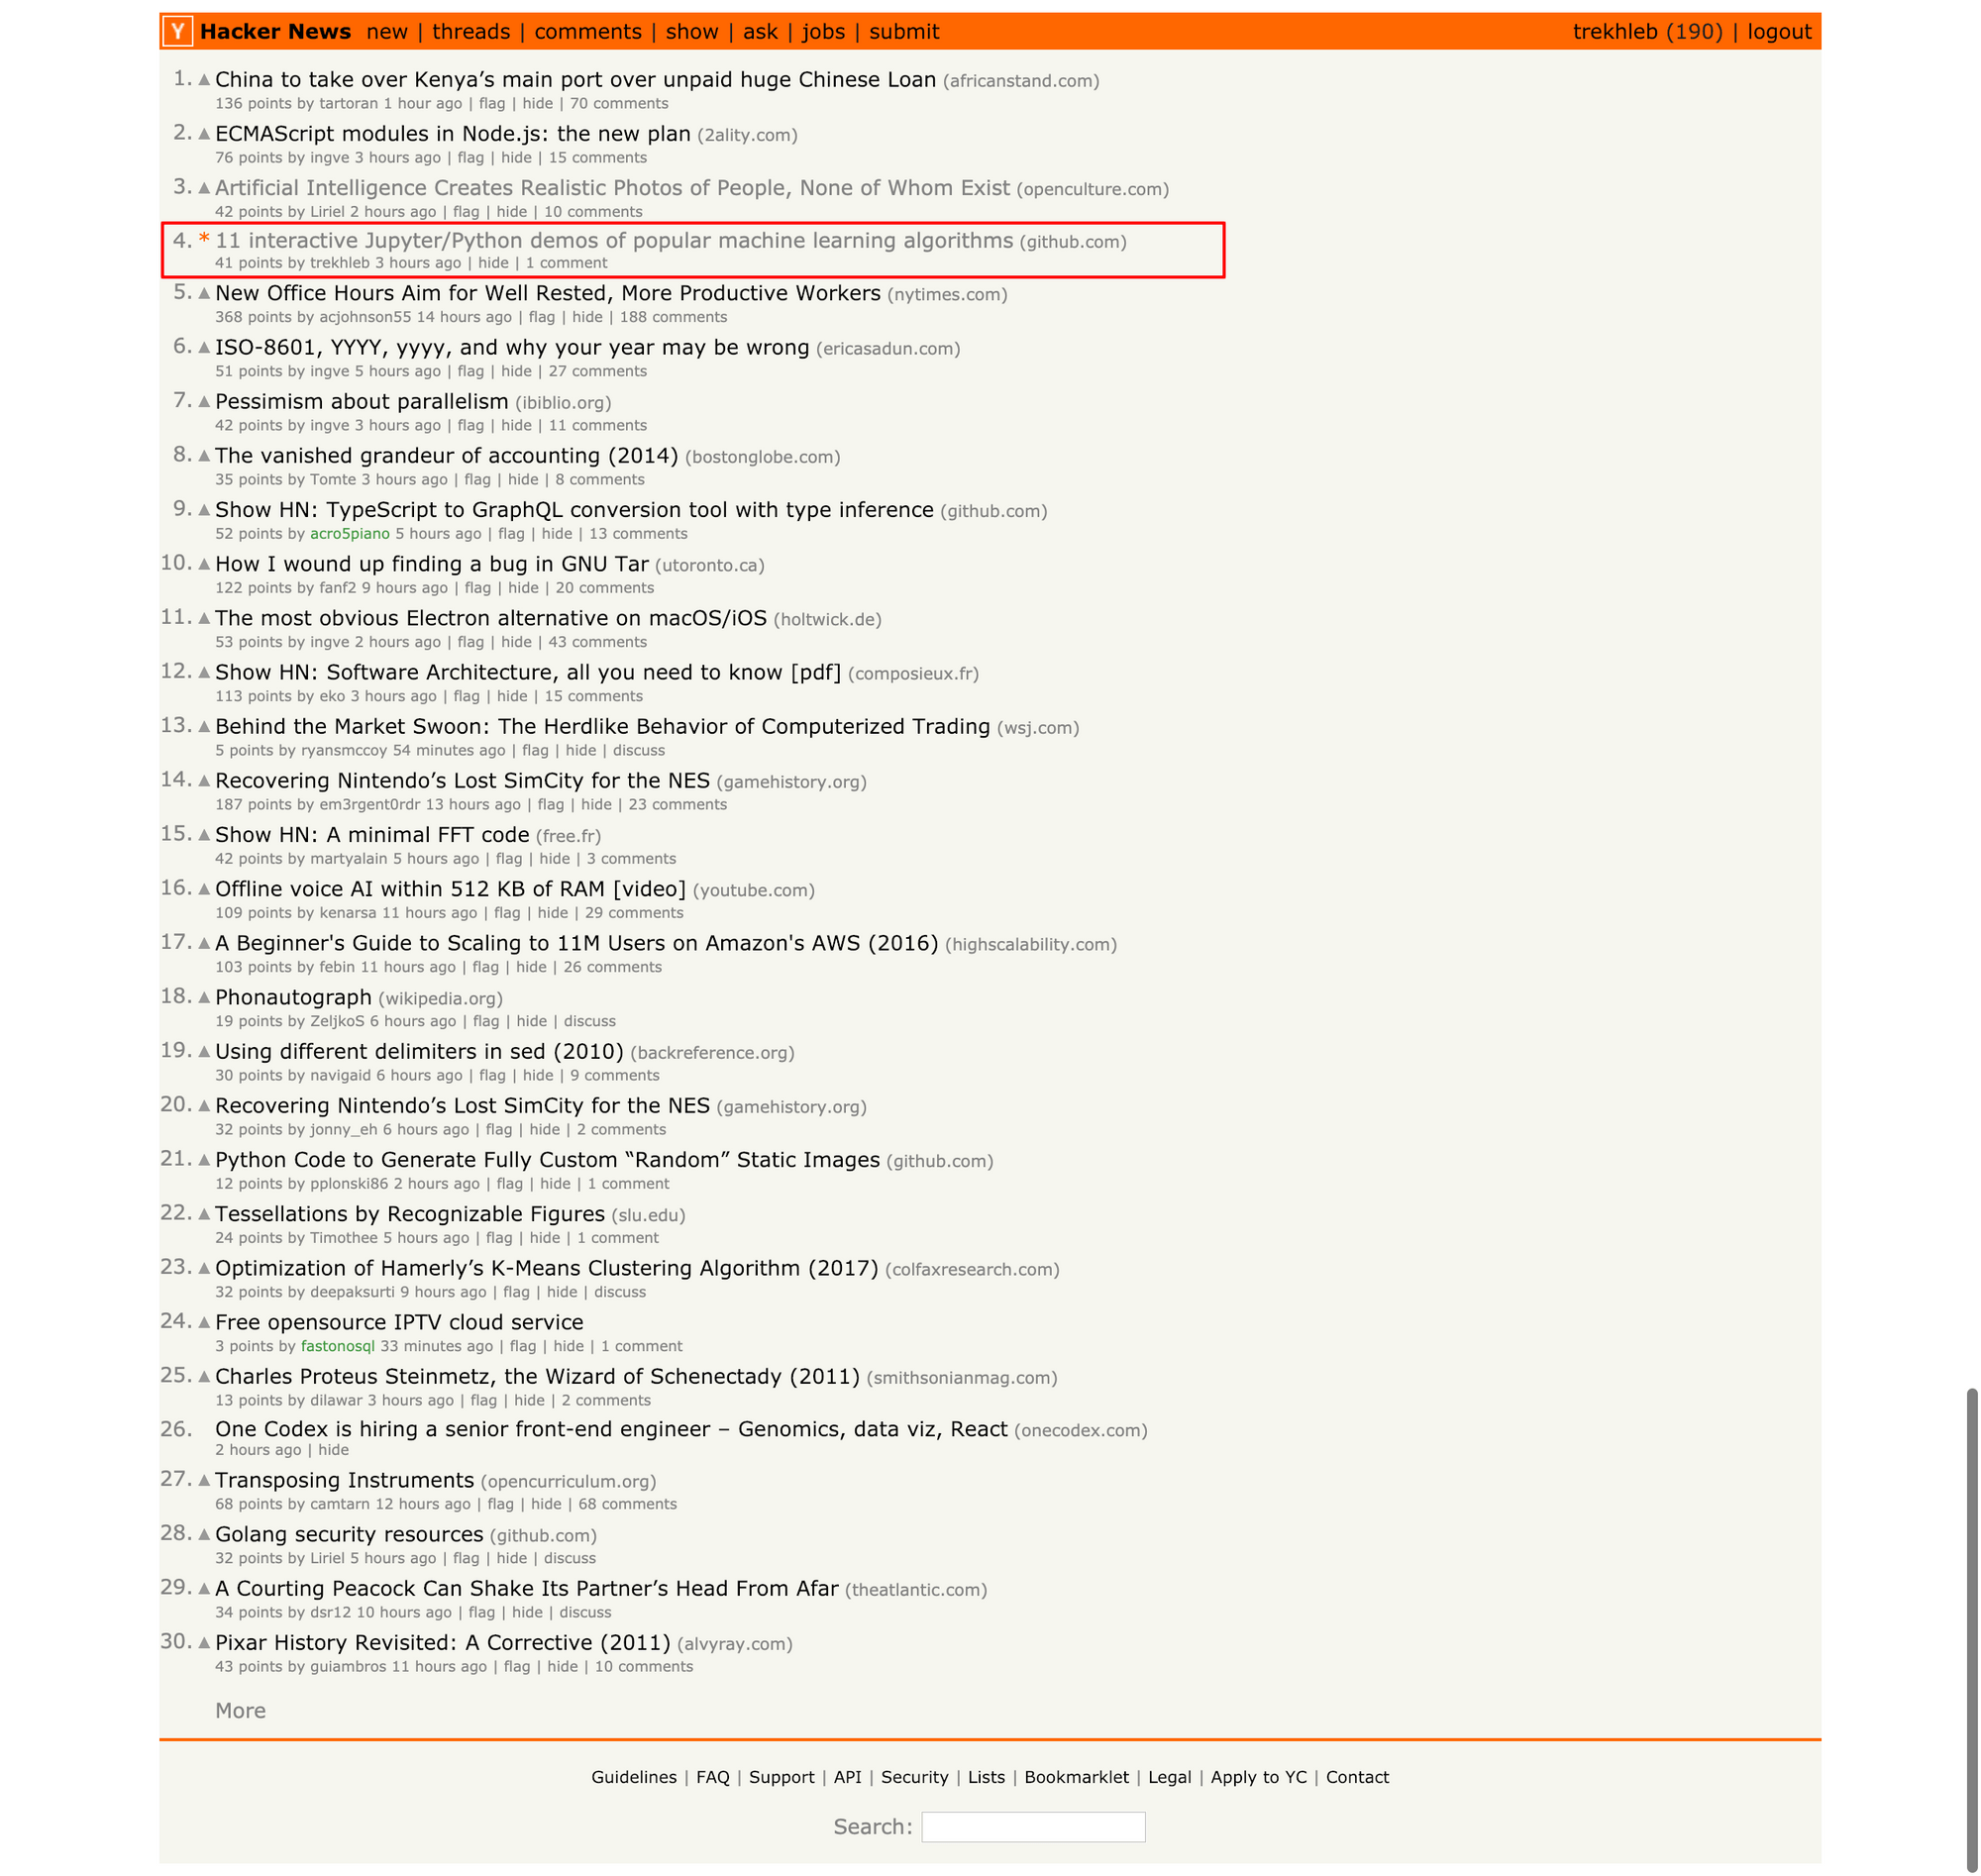 Y Hacker News new | threads | comments | show | ask | jobs | submit trekhleb (190) | logout
1. China to take over Kenya’s main port over unpaid huge Chinese Loan (africanstand.com)
136 points by tartoran 1 hour ago | flag | hide | 70 comments
2. ECMAScript modules in Node.js: the new plan (2ality.com)
76 points by ingve 3 hours ago | flag | hide | 15 comments
3. Artificial Intelligence Creates Realistic Photos of People, None of Whom Exist (openculture.com)
42 points by Liriel 2 hours ago | flag | hide | 10 comments
4. * 11 interactive Jupyter/Python demos of popular machine learning algorithms (github.com)
41 points by trekhleb 3 hours ago | hide | 1 comment
5. New Office Hours Aim for Well Rested, More Productive Workers (nytimes.com)
368 points by acjohnson55 14 hours ago | flag | hide | 188 comments
6. ISO-8601, YYYY, yyyy, and why your year may be wrong (ericasadun.com)
51 points by ingve 5 hours ago | flag | hide | 27 comments
7. Pessimism about parallelism (ibiblio.org)
42 points by ingve 3 hours ago | flag | hide | 11 comments
8. The vanished grandeur of accounting (2014) (bostonglobe.com)
35 points by Tomte 3 hours ago | flag | hide | 8 comments
9. Show HN: TypeScript to GraphQL conversion tool with type inference (github.com)
52 points by acro5piano 5 hours ago | flag | hide | 13 comments
10. How I wound up finding a bug in GNU Tar (utoronto.ca)
122 points by fanf2 9 hours ago | flag | hide | 20 comments
11. The most obvious Electron alternative on macOS/iOS (holtwick.de)
53 points by ingve 2 hours ago | flag | hide | 43 comments
12. Show HN: Software Architecture, all you need to know [pdf] (composieux.fr)
113 points by eko 3 hours ago | flag | hide | 15 comments
13. Behind the Market Swoon: The Herdlike Behavior of Computerized Trading (wsj.com)
5 points by ryansmccoy 54 minutes ago | flag | hide | discuss
14. Recovering Nintendo’s Lost SimCity for the NES (gamehistory.org)
187 points by em3rgent0rdr 13 hours ago | flag | hide | 23 comments
15. Show HN: A minimal FFT code (free.fr)
42 points by martyalain 5 hours ago | flag | hide | 3 comments
16. Offline voice AI within 512 KB of RAM [video] (youtube.com)
109 points by kenarsa 11 hours ago | flag | hide | 29 comments
17. A Beginner's Guide to Scaling to 11M Users on Amazon's AWS (2016) (highscalability.com)
103 points by febin 11 hours ago | flag | hide | 26 comments
18. Phonautograph (wikipedia.org)
19 points by ZeljkoS 6 hours ago | flag | hide | discuss
19. Using different delimiters in sed (2010) (backreference.org)
30 points by navigaid 6 hours ago | flag | hide | 9 comments
20. Recovering Nintendo’s Lost SimCity for the NES (gamehistory.org)
32 points by jonny_eh 6 hours ago | flag | hide | 2 comments
21. Python Code to Generate Fully Custom “Random” Static Images (github.com)
12 points by pplonski86 2 hours ago | flag | hide | 1 comment
22. Tessellations by Recognizable Figures (slu.edu)
24 points by Timothee 5 hours ago | flag | hide | 1 comment
23. Optimization of Hamerly’s K-Means Clustering Algorithm (2017) (colfaxresearch.com)
32 points by deepaksurti 9 hours ago | flag | hide | discuss
24. Free opensource IPTV cloud service
3 points by fastonosql 33 minutes ago | flag | hide | 1 comment
25. Charles Proteus Steinmetz, the Wizard of Schenectady (2011) (smithsonianmag.com)
13 points by dilawar 3 hours ago | flag | hide | 2 comments
26. One Codex is hiring a senior front-end engineer – Genomics, data viz, React (onecodex.com)
2 hours ago | hide
27. Transposing Instruments (opencurriculum.org)
68 points by camtarn 12 hours ago | flag | hide | 68 comments
28. Golang security resources (github.com)
32 points by Liriel 5 hours ago | flag | hide | discuss
29. A Courting Peacock Can Shake Its Partner’s Head From Afar (theatlantic.com)
34 points by dsr12 10 hours ago | flag | hide | discuss
30. Pixar History Revisited: A Corrective (2011) (alvyray.com)
43 points by guiambros 11 hours ago | flag | hide | 10 comments
More
Guidelines | FAQ | Support | API | Security | Lists | Bookmarklet | Legal | Apply to YC | Contact
Search: